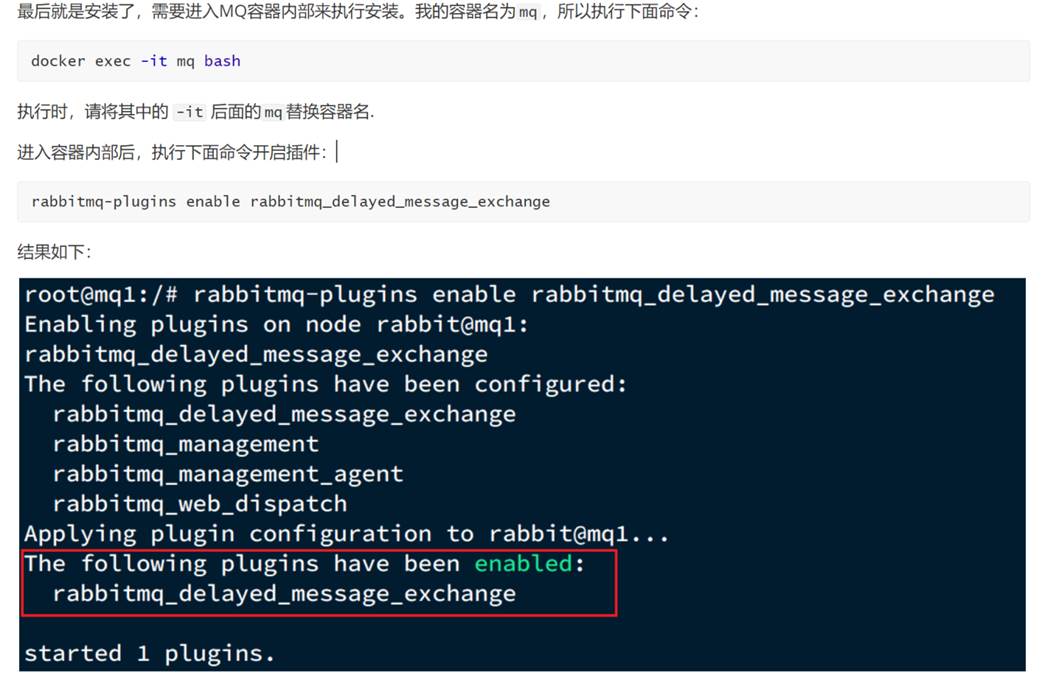 最后就是安装了，需要进入MQ容器内部来执行安装。我的容器名为mq，所以执行下面命令：
docker exec -it mq bash
执行时，请将其中的 -it 后面的mq替换容器名.
进入容器内部后，执行下面命令开启插件：
rabbitmq-plugins enable rabbitmq_delayed_message_exchange
结果如下：
root@mq1:/# rabbitmq-plugins enable rabbitmq_delayed_message_exchange
Enabling plugins on node rabbit@mq1:
rabbitmq_delayed_message_exchange
The following plugins have been configured:
  rabbitmq_delayed_message_exchange
  rabbitmq_management
  rabbitmq_management_agent
  rabbitmq_web_dispatch
Applying plugin configuration to rabbit@mq1...
The following plugins have been enabled:
  rabbitmq_delayed_message_exchange
started 1 plugins.